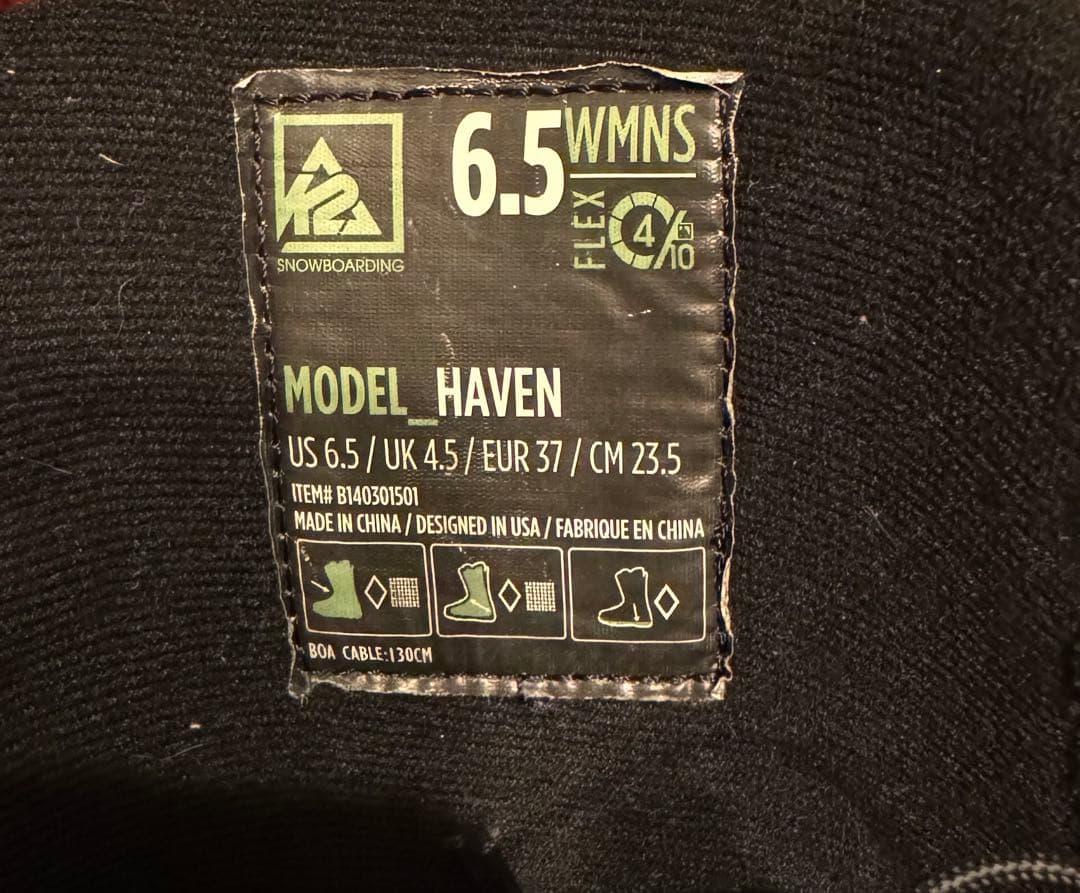 K2
SNOWBOARDING
6.5 WMNS
FLEX 4/10
MODEL_HAVEN
US 6.5 / UK 4.5 / EUR 37 / CM 23.5
ITEM# B140301501
MADE IN CHINA / DESIGNED IN USA / FABRIQUE EN CHINA
BOA CABLE:130CM